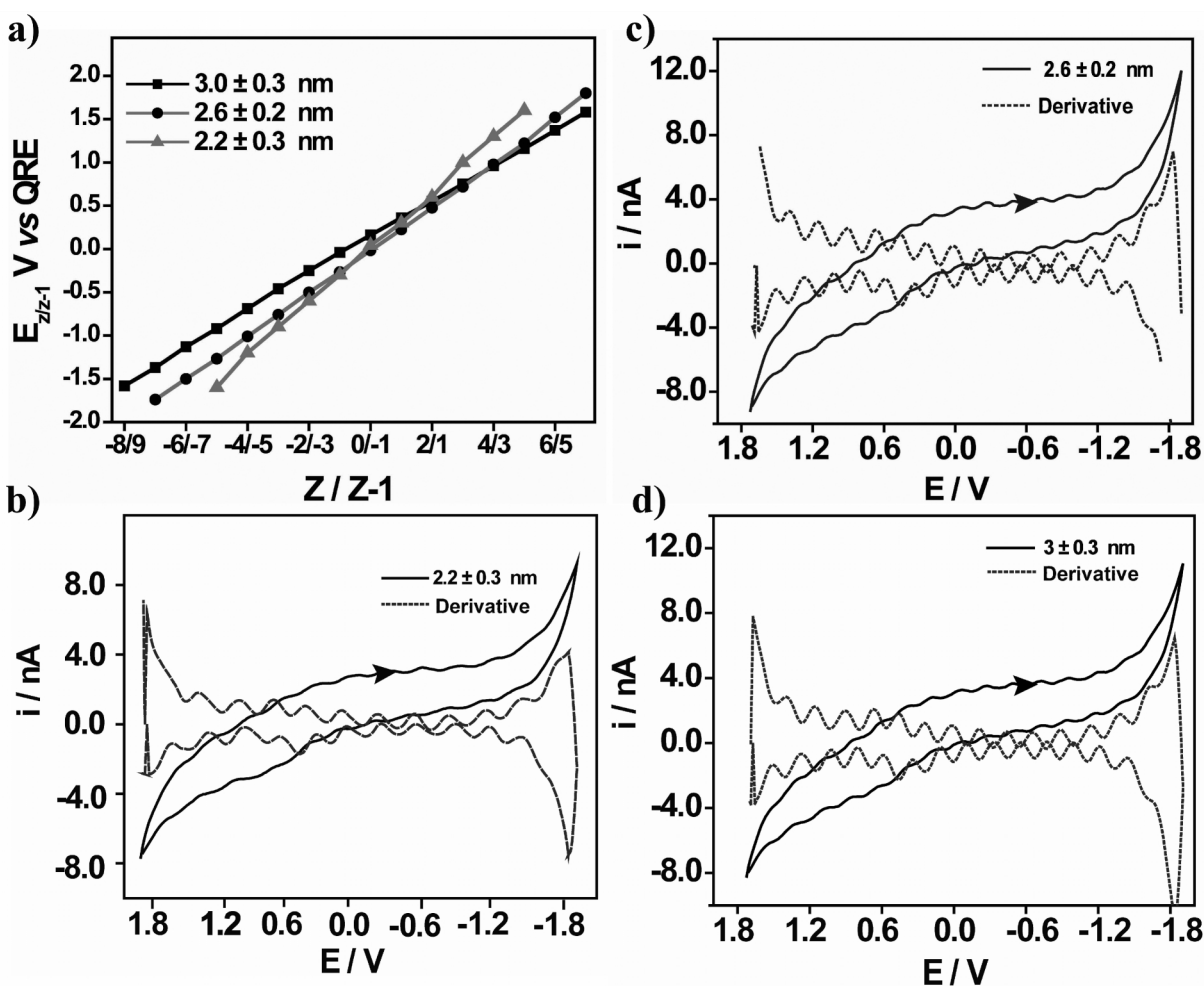 a)
2.0
1.5
1.0
0.5
0.0
-0.5
-1.0
-1.5
-2.0
E z/z-1 V vs QRE
3.0 ± 0.3 nm
2.6 ± 0.2 nm
2.2 ± 0.3 nm
-8/9 -6/-7 -4/-5 -2/-3 0/-1 2/1 4/3 6/5
Z / Z-1
c)
12.0
8.0
4.0
0.0
-4.0
-8.0
i / nA
2.6 ± 0.2 nm
Derivative
1.8 1.2 0.6 0.0 -0.6 -1.2 -1.8
E / V
b)
8.0
4.0
0.0
-4.0
-8.0
i / nA
2.2 ± 0.3 nm
Derivative
1.8 1.2 0.6 0.0 -0.6 -1.2 -1.8
E / V
d)
12.0
8.0
4.0
0.0
-4.0
-8.0
i / nA
3 ± 0.3 nm
Derivative
1.8 1.2 0.6 0.0 -0.6 -1.2 -1.8
E / V